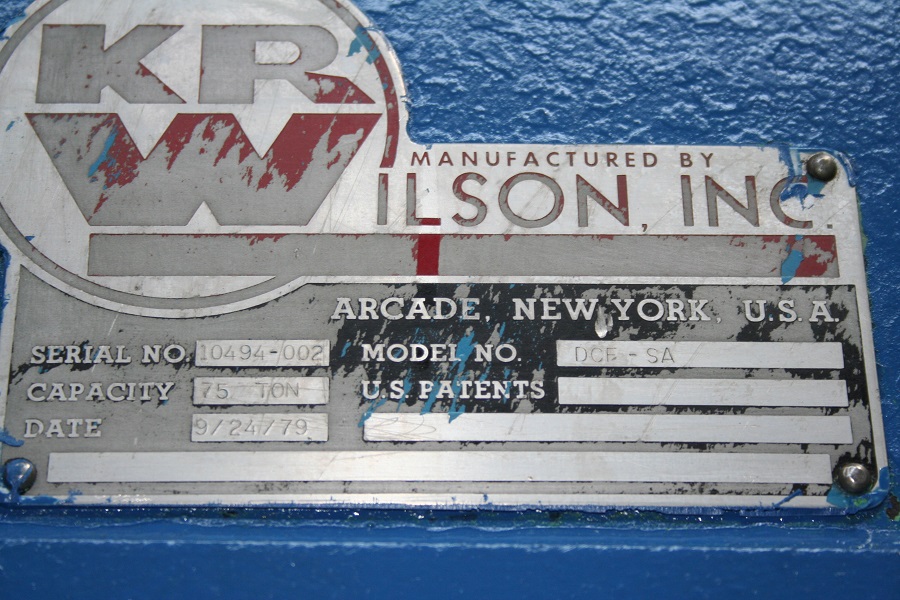 KR
W
MANUFACTURED BY
ILSON, INC.
ARCADE, NEW YORK, U.S.A.
SERIAL NO. 10494-002 MODEL NO. DCF-SA
CAPACITY 75 TON U.S. PATENTS
DATE 9/24/79